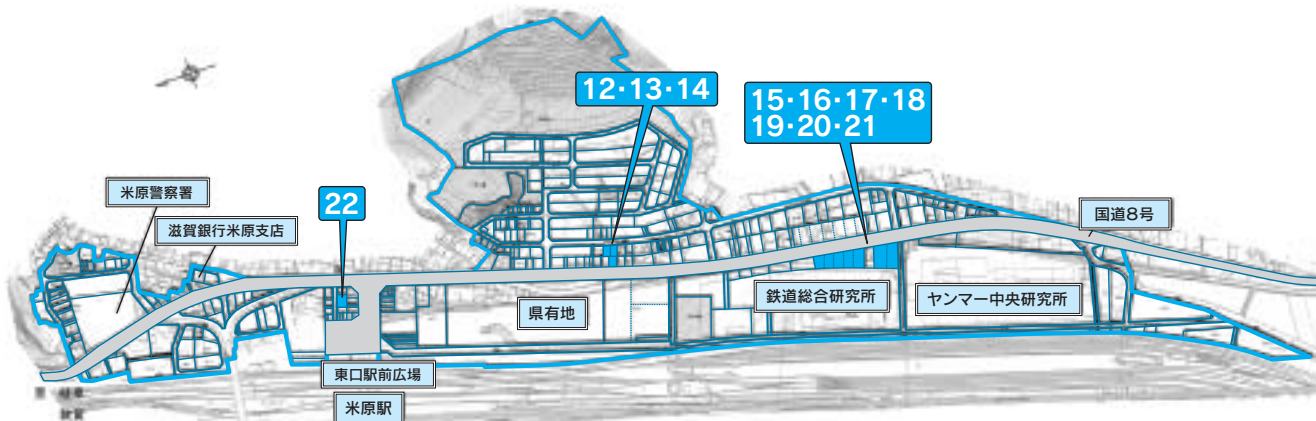 12・13・14
15・16・17・18
19・20・21
米原警察署
22
滋賀銀行米原支店
国道8号
県有地
鉄道総合研究所
ヤンマー中央研究所
東口駅前広場
米原駅